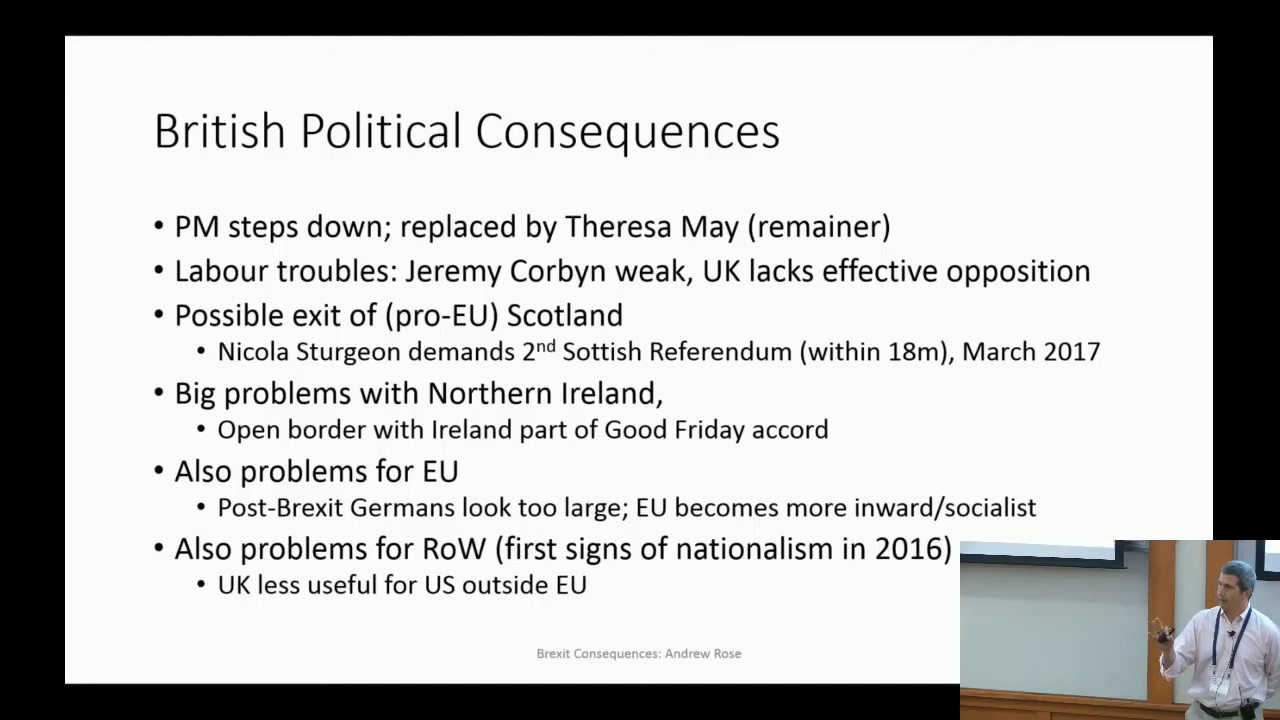 British Political Consequences
• PM steps down; replaced by Theresa May (remainer)
• Labour troubles: Jeremy Corbyn weak, UK lacks effective opposition
• Possible exit of (pro-EU) Scotland
• Nicola Sturgeon demands 2nd Sottish Referendum (within 18m), March 2017
• Big problems with Northern Ireland,
• Open border with Ireland part of Good Friday accord
• Also problems for EU
• Post-Brexit Germans look too large; EU becomes more inward/socialist
• Also problems for RoW (first signs of nationalism in 2016)
• UK less useful for US outside EU
Brexit Consequences: Andrew Rose